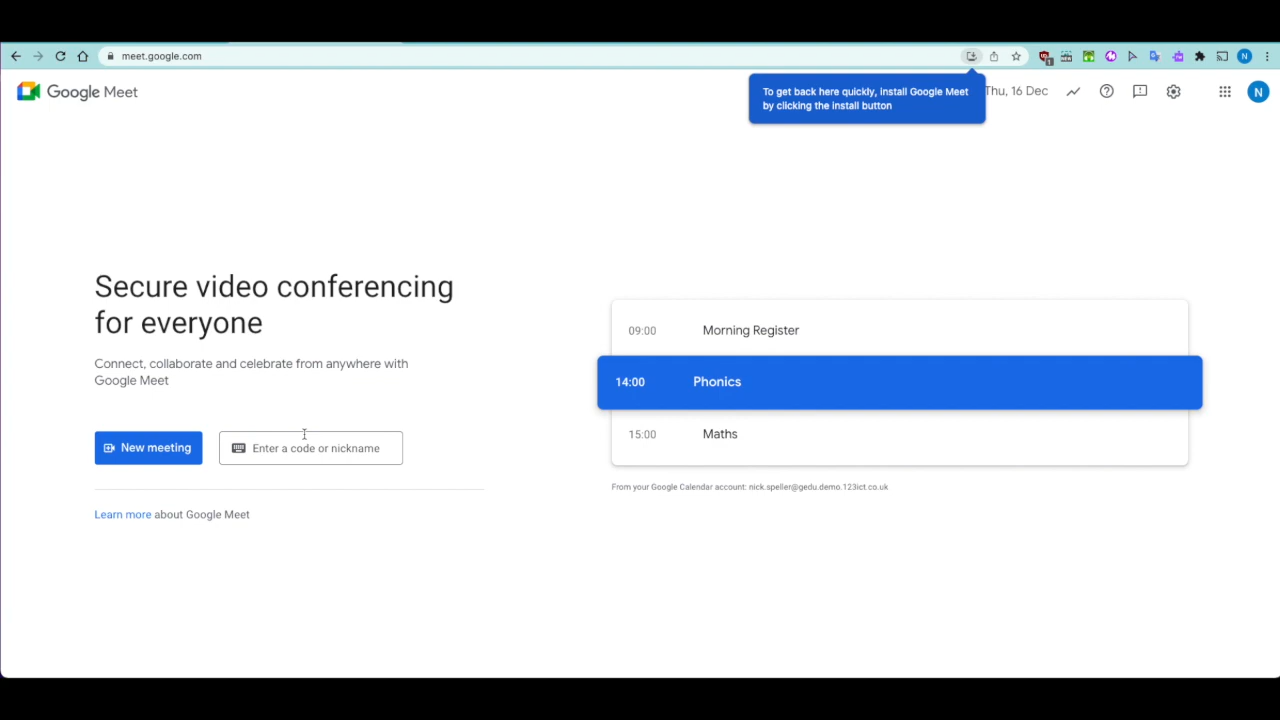 meet.google.com
N
Google Meet
To get back here quickly, install Google Meet
by clicking the install button
Thu, 16 Dec
N
Secure video conferencing
for everyone
Connect, collaborate and celebrate from anywhere with
Google Meet
New meeting
Enter a code or nickname
Learn more about Google Meet
09:00 Morning Register
14:00 Phonics
15:00 Maths
From your Google Calendar account: nick.speller@gedu.demo.123ict.co.uk